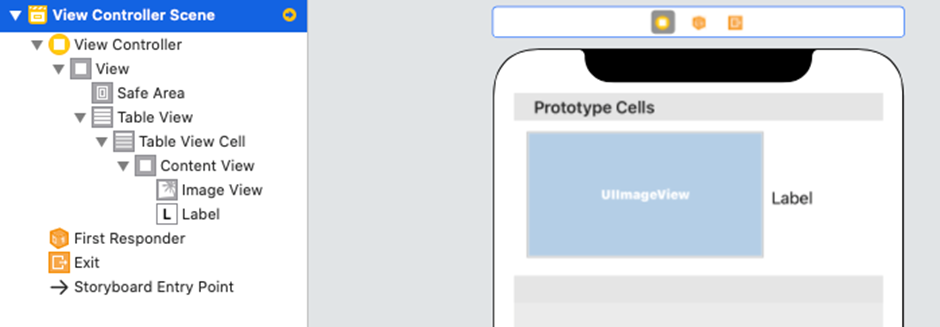 View Controller Scene
View Controller
View
Safe Area
Table View
Table View Cell
Content View
Image View
L Label
First Responder
Exit
Storyboard Entry Point
Prototype Cells
UIImageView
Label